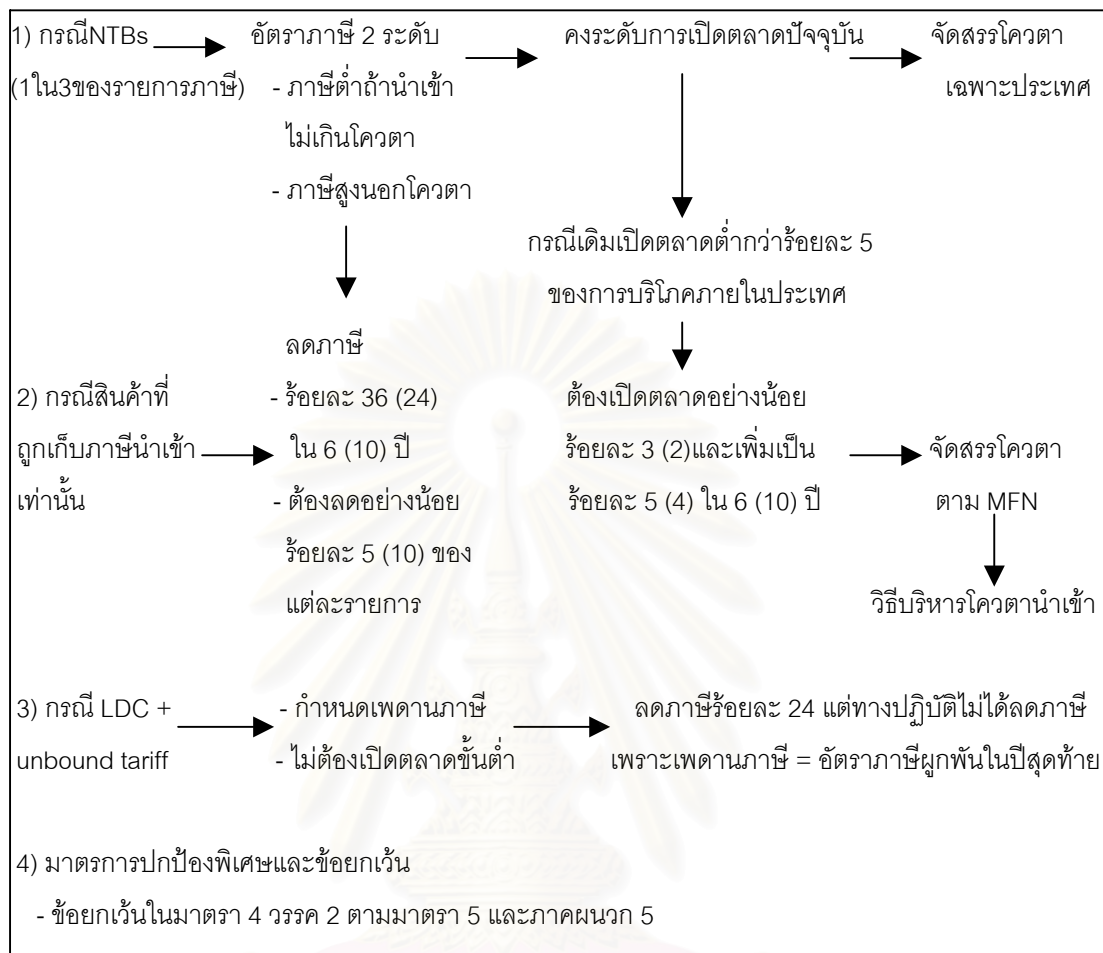 1) กรณีNTBs
(1ใน3ของรายการภาษี)
อัตราภาษี 2 ระดับ
- ภาษีต่ำถ้านำเข้า
ไม่เกินโควตา
- ภาษีสูงนอกโควตา
คงระดับการเปิดตลาดปัจจุบัน
จัดสรรโควตา
เฉพาะประเทศ
กรณีเดิมเปิดตลาดต่ำกว่าร้อยละ 5
ของการบริโภคภายในประเทศ
2) กรณีสินค้าที่
ถูกเก็บภาษีนำเข้า
เท่านั้น
ลดภาษี
- ร้อยละ 36 (24)
ใน 6 (10) ปี
- ต้องลดอย่างน้อย
ร้อยละ 5 (10) ของ
แต่ละรายการ
ต้องเปิดตลาดอย่างน้อย
ร้อยละ 3 (2)และเพิ่มเป็น
ร้อยละ 5 (4) ใน 6 (10) ปี
จัดสรรโควตา
ตาม MFN
วิธีบริหารโควตานำเข้า
3) กรณี LDC +
unbound tariff
- กำหนดเพดานภาษี
- ไม่ต้องเปิดตลาดขั้นต่ำ
ลดภาษีร้อยละ 24 แต่ทางปฏิบัติไม่ได้ลดภาษี
เพราะเพดานภาษี = อัตราภาษีผูกพันในปีสุดท้าย
4) มาตรการปกป้องพิเศษและข้อยกเว้น
- ข้อยกเว้นในมาตรา 4 วรรค 2 ตามมาตรา 5 และภาคผนวก 5